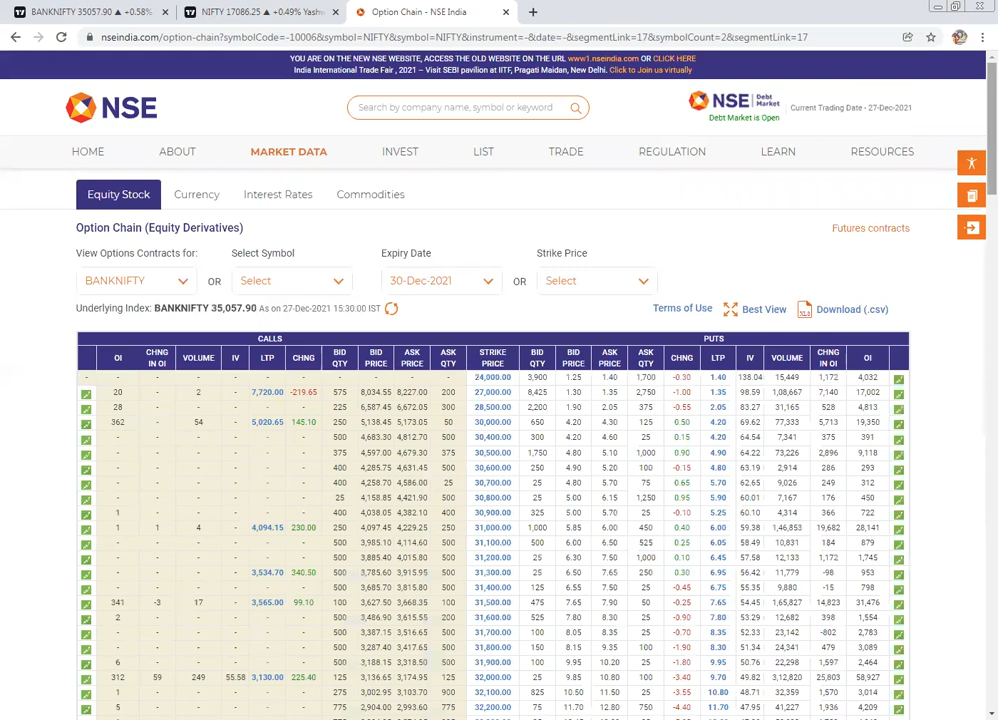 BANKNIFTY 35057.90 ▲ +0.58%
NIFTY 17086.25 ▲ +0.49% Yash
Option Chain - NSE India
nseindia.com/option-chain?symbolCode=-10006&symbol=NIFTY&symbol=NIFTY&instrument=-&date=-&segmentLink=17&symbolCount=2&segmentLink=17
YOU ARE ON THE NEW NSE WEBSITE, ACCESS THE OLD WEBSITE ON THE URL www1.nseindia.com OR CLICK HERE
India International Trade Fair , 2021 – Visit SEBI pavilion at IITF, Pragati Maidan, New Delhi. Click to Join us virtually
NSE
Search by company name, symbol or keyword
NSE Debt Market
Debt Market is Open
Current Trading Date - 27-Dec-2021
HOME ABOUT MARKET DATA INVEST LIST TRADE REGULATION LEARN RESOURCES
Equity Stock Currency Interest Rates Commodities
Option Chain (Equity Derivatives)
Futures contracts
View Options Contracts for: Select Symbol Expiry Date Strike Price
BANKNIFTY OR Select 30-Dec-2021 OR Select
Underlying Index: BANKNIFTY 35,057.90 As on 27-Dec-2021 15:30:00 IST
Terms of Use Best View Download (.csv)
CALLS PUTS
OI CHNG IN OI VOLUME IV LTP CHNG BID QTY BID PRICE ASK PRICE ASK QTY STRIKE PRICE BID QTY BID PRICE ASK PRICE ASK QTY CHNG LTP IV VOLUME CHNG IN OI OI
- - - - - - - - - - 24,000.00 3,900 1.25 1.40 1,700 -0.30 1.40 138.04 15,449 1,172 4,032
20 - 2 - 7,720.00 -219.65 575 8,034.55 8,227.00 200 27,000.00 8,425 1.30 1.35 2,750 -1.00 1.35 98.59 1,08,667 7,140 17,002
28 - - - - - 225 6,587.45 6,672.05 300 28,500.00 2,200 1.90 2.05 375 -0.55 2.05 83.27 31,165 528 4,813
362 - 54 - 5,020.65 145.10 250 5,138.45 5,173.05 50 30,000.00 650 4.20 4.30 125 0.50 4.20 69.62 77,333 5,713 19,350
- - - - - - 500 4,683.30 4,812.70 500 30,400.00 300 4.20 4.60 25 0.15 4.20 64.54 7,341 375 391
- - - - - - 375 4,597.00 4,679.30 375 30,500.00 1,750 4.80 5.10 1,000 0.90 4.90 64.22 73,226 2,896 9,118
- - - - - - 400 4,285.75 4,631.45 500 30,600.00 250 4.90 5.20 100 -0.15 4.80 63.19 2,914 286 293
- - - - - - 400 4,258.70 4,586.00 25 30,700.00 25 4.80 5.70 75 0.65 5.70 62.65 9,026 249 312
- - - - - - 25 4,158.85 4,421.90 500 30,800.00 25 5.00 6.15 1,250 0.95 5.90 60.01 7,167 176 450
1 - - - - - 400 4,038.05 4,382.10 400 30,900.00 325 5.00 5.70 25 -0.10 5.25 60.10 4,314 366 722
1 1 4 - 4,094.15 230.00 250 4,097.45 4,229.25 250 31,000.00 1,000 5.85 6.00 450 0.40 6.00 59.38 1,46,853 19,682 28,141
- - - - - - 500 3,985.10 4,114.60 500 31,100.00 500 6.00 6.50 525 0.25 6.05 58.49 10,831 184 879
- - - - - - 500 3,885.40 4,015.80 500 31,200.00 25 6.30 7.50 1,000 0.10 6.45 57.58 12,133 1,172 1,745
- - - - 3,534.70 340.50 500 3,785.60 3,915.95 500 31,300.00 25 6.50 7.65 250 0.30 6.95 56.42 11,779 -98 953
- - - - - - 500 3,685.70 3,815.80 500 31,400.00 125 6.55 7.50 25 -0.45 6.75 55.35 9,880 -15 798
341 -3 17 - 3,565.00 99.10 100 3,627.50 3,668.35 100 31,500.00 475 7.65 7.90 50 -0.25 7.65 54.45 1,65,827 14,823 31,476
2 - - - - - 500 3,486.90 3,615.55 500 31,600.00 525 7.80 8.30 25 -0.90 7.80 53.29 12,682 398 1,554
- - - - - - 500 3,387.15 3,516.65 500 31,700.00 100 8.05 8.35 25 -0.70 8.35 52.33 23,142 -802 2,783
- - - - - - 500 3,287.40 3,417.65 500 31,800.00 150 8.15 9.35 100 -1.90 8.30 51.34 24,341 479 3,089
6 - - - - - 500 3,188.15 3,318.50 500 31,900.00 100 9.95 10.20 25 -1.80 9.95 50.76 22,298 1,597 2,464
312 59 249 55.58 3,130.00 225.40 125 3,136.65 3,174.95 125 32,000.00 25 9.85 10.80 100 -3.40 9.70 49.82 3,12,820 25,803 58,927
1 - - - - - 275 3,002.95 3,103.70 900 32,100.00 825 10.50 11.50 25 -3.55 10.80 48.71 32,359 1,570 3,014
5 - - - - - 775 2,904.00 2,993.60 775 32,200.00 75 11.70 12.80 75 -4.40 11.70 47.95 41,227 1,936 4,209